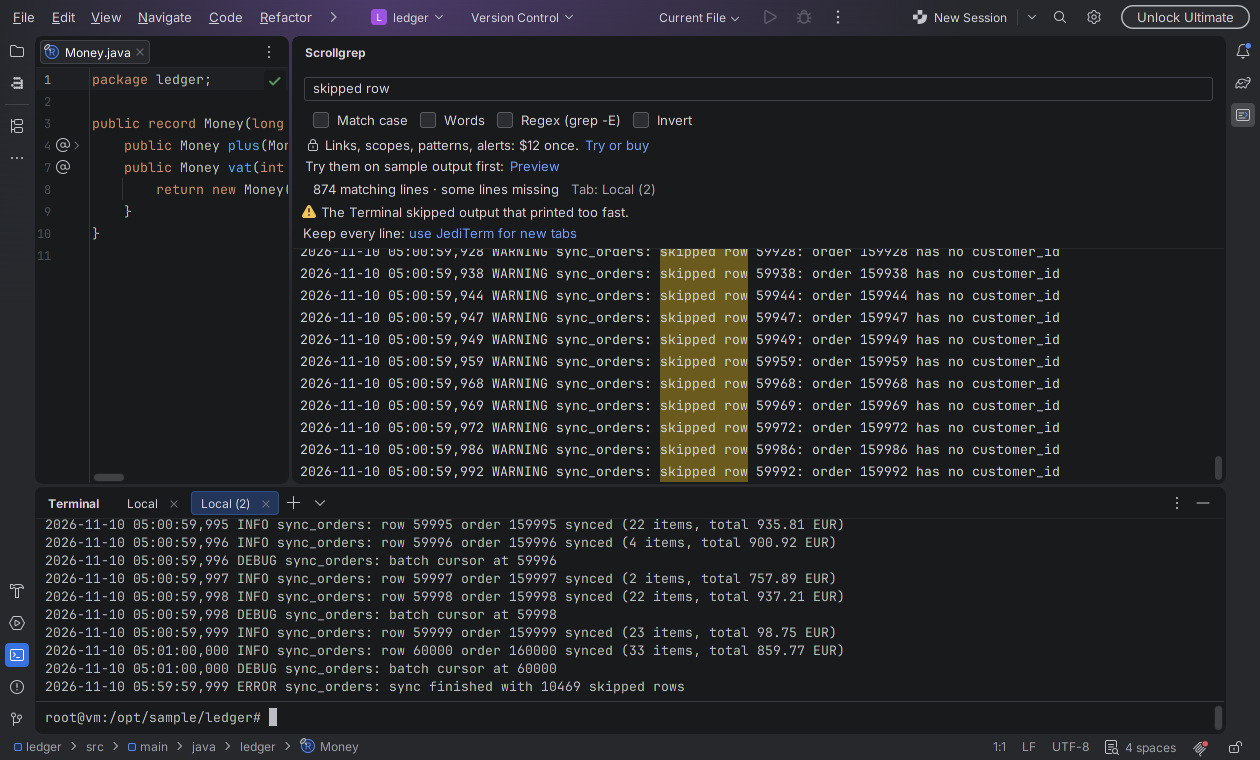 File Edit View Navigate Code Refactor L ledger Version Control Current File New Session Unlock Ultimate
Money.java
1 package ledger;
2
3 public record Money(long
4 @ public Money plus(Mon
7 @ public Money vat(int
8 return new Money(
9 }
10 }
11
Scrollgrep
skipped row
Match case Words Regex (grep -E) Invert
Links, scopes, patterns, alerts: $12 once. Try or buy
Try them on sample output first: Preview
874 matching lines · some lines missing Tab: Local (2)
The Terminal skipped output that printed too fast.
Keep every line: use JediTerm for new tabs
2026-11-10 05:00:59,928 WARNING sync_orders: skipped row 59928: order 159928 has no customer_id
2026-11-10 05:00:59,938 WARNING sync_orders: skipped row 59938: order 159938 has no customer_id
2026-11-10 05:00:59,944 WARNING sync_orders: skipped row 59944: order 159944 has no customer_id
2026-11-10 05:00:59,947 WARNING sync_orders: skipped row 59947: order 159947 has no customer_id
2026-11-10 05:00:59,949 WARNING sync_orders: skipped row 59949: order 159949 has no customer_id
2026-11-10 05:00:59,959 WARNING sync_orders: skipped row 59959: order 159959 has no customer_id
2026-11-10 05:00:59,968 WARNING sync_orders: skipped row 59968: order 159968 has no customer_id
2026-11-10 05:00:59,969 WARNING sync_orders: skipped row 59969: order 159969 has no customer_id
2026-11-10 05:00:59,972 WARNING sync_orders: skipped row 59972: order 159972 has no customer_id
2026-11-10 05:00:59,986 WARNING sync_orders: skipped row 59986: order 159986 has no customer_id
2026-11-10 05:00:59,992 WARNING sync_orders: skipped row 59992: order 159992 has no customer_id
Terminal Local Local (2)
2026-11-10 05:00:59,995 INFO sync_orders: row 59995 order 159995 synced (22 items, total 935.81 EUR)
2026-11-10 05:00:59,996 INFO sync_orders: row 59996 order 159996 synced (4 items, total 900.92 EUR)
2026-11-10 05:00:59,996 DEBUG sync_orders: batch cursor at 59996
2026-11-10 05:00:59,997 INFO sync_orders: row 59997 order 159997 synced (2 items, total 757.89 EUR)
2026-11-10 05:00:59,998 INFO sync_orders: row 59998 order 159998 synced (22 items, total 937.21 EUR)
2026-11-10 05:00:59,998 DEBUG sync_orders: batch cursor at 59998
2026-11-10 05:00:59,999 INFO sync_orders: row 59999 order 159999 synced (23 items, total 98.75 EUR)
2026-11-10 05:01:00,000 INFO sync_orders: row 60000 order 160000 synced (33 items, total 859.77 EUR)
2026-11-10 05:01:00,000 DEBUG sync_orders: batch cursor at 60000
2026-11-10 05:59:59,999 ERROR sync_orders: sync finished with 10469 skipped rows
root@vm:/opt/sample/ledger#
ledger src main java ledger Money 1:1 LF UTF-8 4 spaces